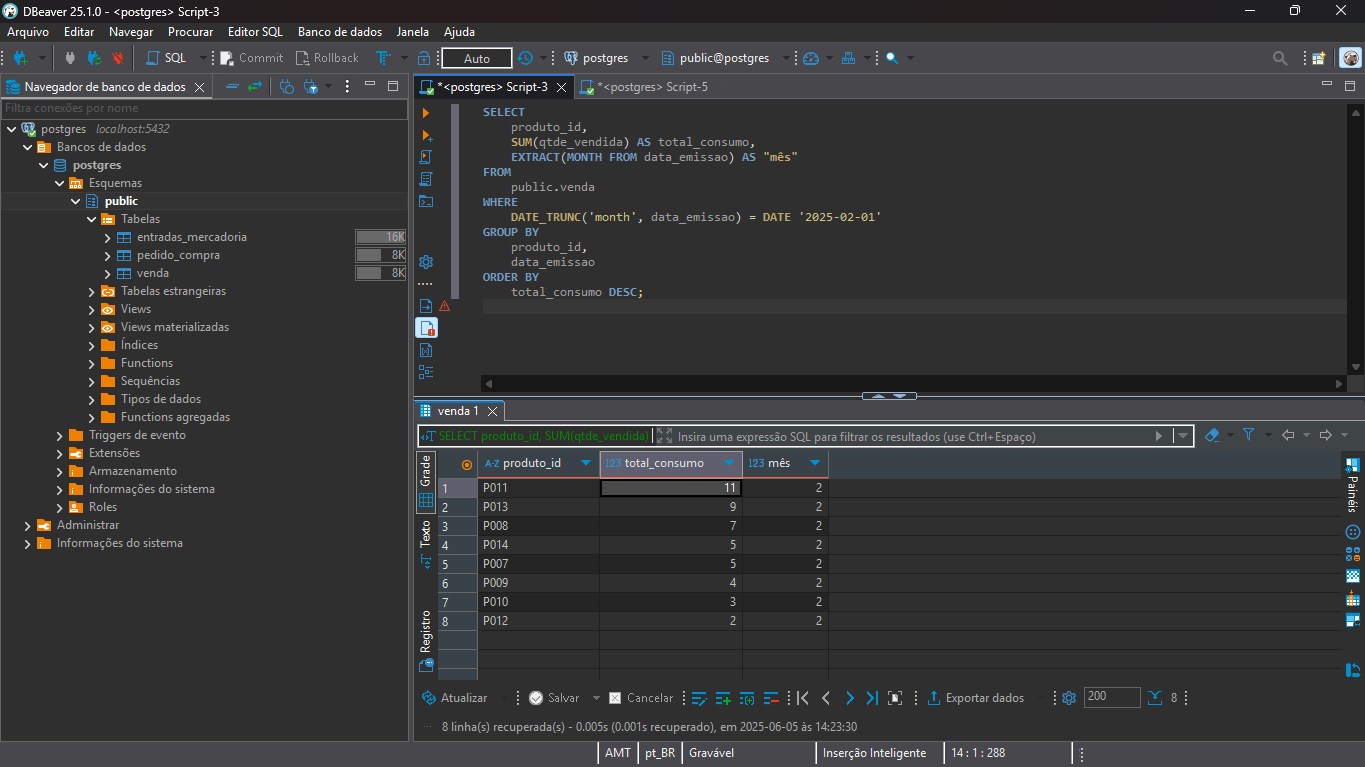 DBeaver 25.1.0 - <postgres> Script-3
Arquivo Editar Navegar Procurar Editor SQL Banco de dados Janela Ajuda
SQL Commit Rollback Auto postgres public@postgres
Navegador de banco de dados
Filtra conexões por nome
postgres localhost:5432
Bancos de dados
postgres
Esquemas
public
Tabelas
entradas_mercadoria 16K
pedido_compra 8K
venda 8K
Tabelas estrangeiras
Views
Views materializadas
Índices
Functions
Sequências
Tipos de dados
Functions agregadas
Triggers de evento
Extensões
Armazenamento
Informações do sistema
Roles
Administrar
Informações do sistema
*<postgres> Script-3 *<postgres> Script-5
SELECT
produto_id,
SUM(qtde_vendida) AS total_consumo,
EXTRACT(MONTH FROM data_emissao) AS "mês"
FROM
public.venda
WHERE
DATE_TRUNC('month', data_emissao) = DATE '2025-02-01'
GROUP BY
produto_id,
data_emissao
ORDER BY
total_consumo DESC;
venda 1
SELECT produto_id, SUM(qtde_vendida) Insira uma expressão SQL para filtrar os resultados (use Ctrl+Espaço)
Grade
Texto
Registro
A-Z produto_id 123 total_consumo 123 mês
1 P011 11 2
2 P013 9 2
3 P008 7 2
4 P014 5 2
5 P007 5 2
6 P009 4 2
7 P010 3 2
8 P012 2 2
Painéis
Atualizar Salvar Cancelar Exportar dados 200 8
8 linha(s) recuperada(s) - 0.005s (0.001s recuperado), em 2025-06-05 às 14:23:30
AMT pt_BR Gravável Inserção Inteligente 14 : 1 : 288